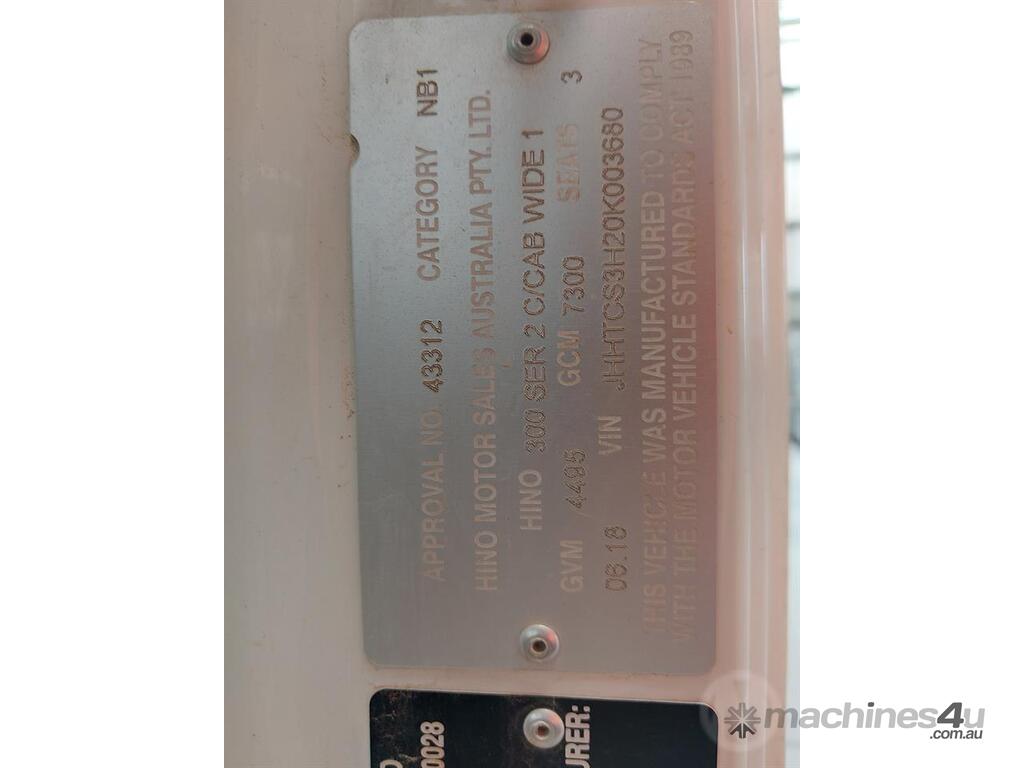 APPROVAL NO. 43312 CATEGORY NB1
HINO MOTOR SALES AUSTRALIA PTY. LTD.
HINO 300 SER 2 C/CAB WIDE 1
GVM 4495 GCM 7300 SEATS 3
06.18 VIN JHHTCS3H20K003680
THIS VEHICLE WAS MANUFACTURED TO COMPLY
WITH THE MOTOR VEHICLE STANDARDS ACT 1989
0028
URER:
machines4u
.com.au